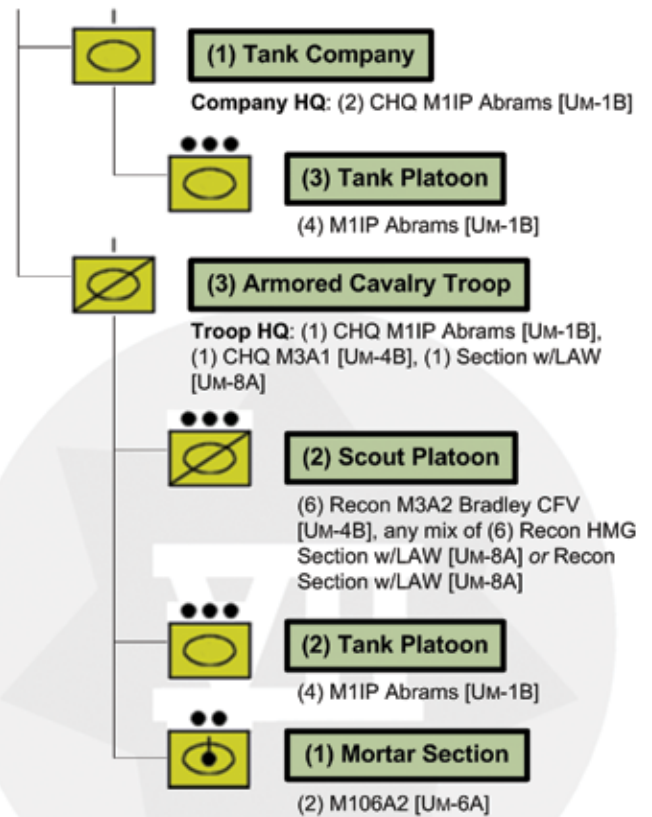 (1) Tank Company
Company HQ: (2) CHQ M1IP Abrams [UM-1B]
(3) Tank Platoon
(4) M1IP Abrams [UM-1B]
(3) Armored Cavalry Troop
Troop HQ: (1) CHQ M1IP Abrams [UM-1B],
(1) CHQ M3A1 [UM-4B], (1) Section w/LAW
[UM-8A]
(2) Scout Platoon
(6) Recon M3A2 Bradley CFV
[UM-4B], any mix of (6) Recon HMG
Section w/LAW [UM-8A] or Recon
Section w/LAW [UM-8A]
(2) Tank Platoon
(4) M1IP Abrams [UM-1B]
(1) Mortar Section
(2) M106A2 [UM-6A]
VII